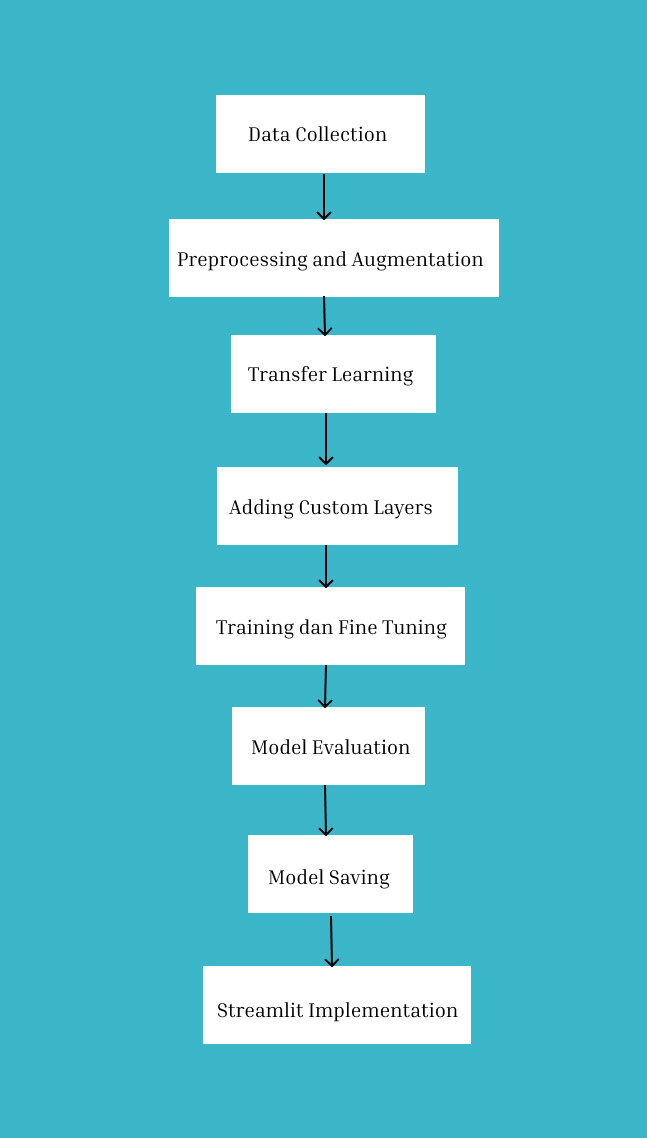 Data Collection
Preprocessing and Augmentation
Transfer Learning
Adding Custom Layers
Training dan Fine Tuning
Model Evaluation
Model Saving
Streamlit Implementation